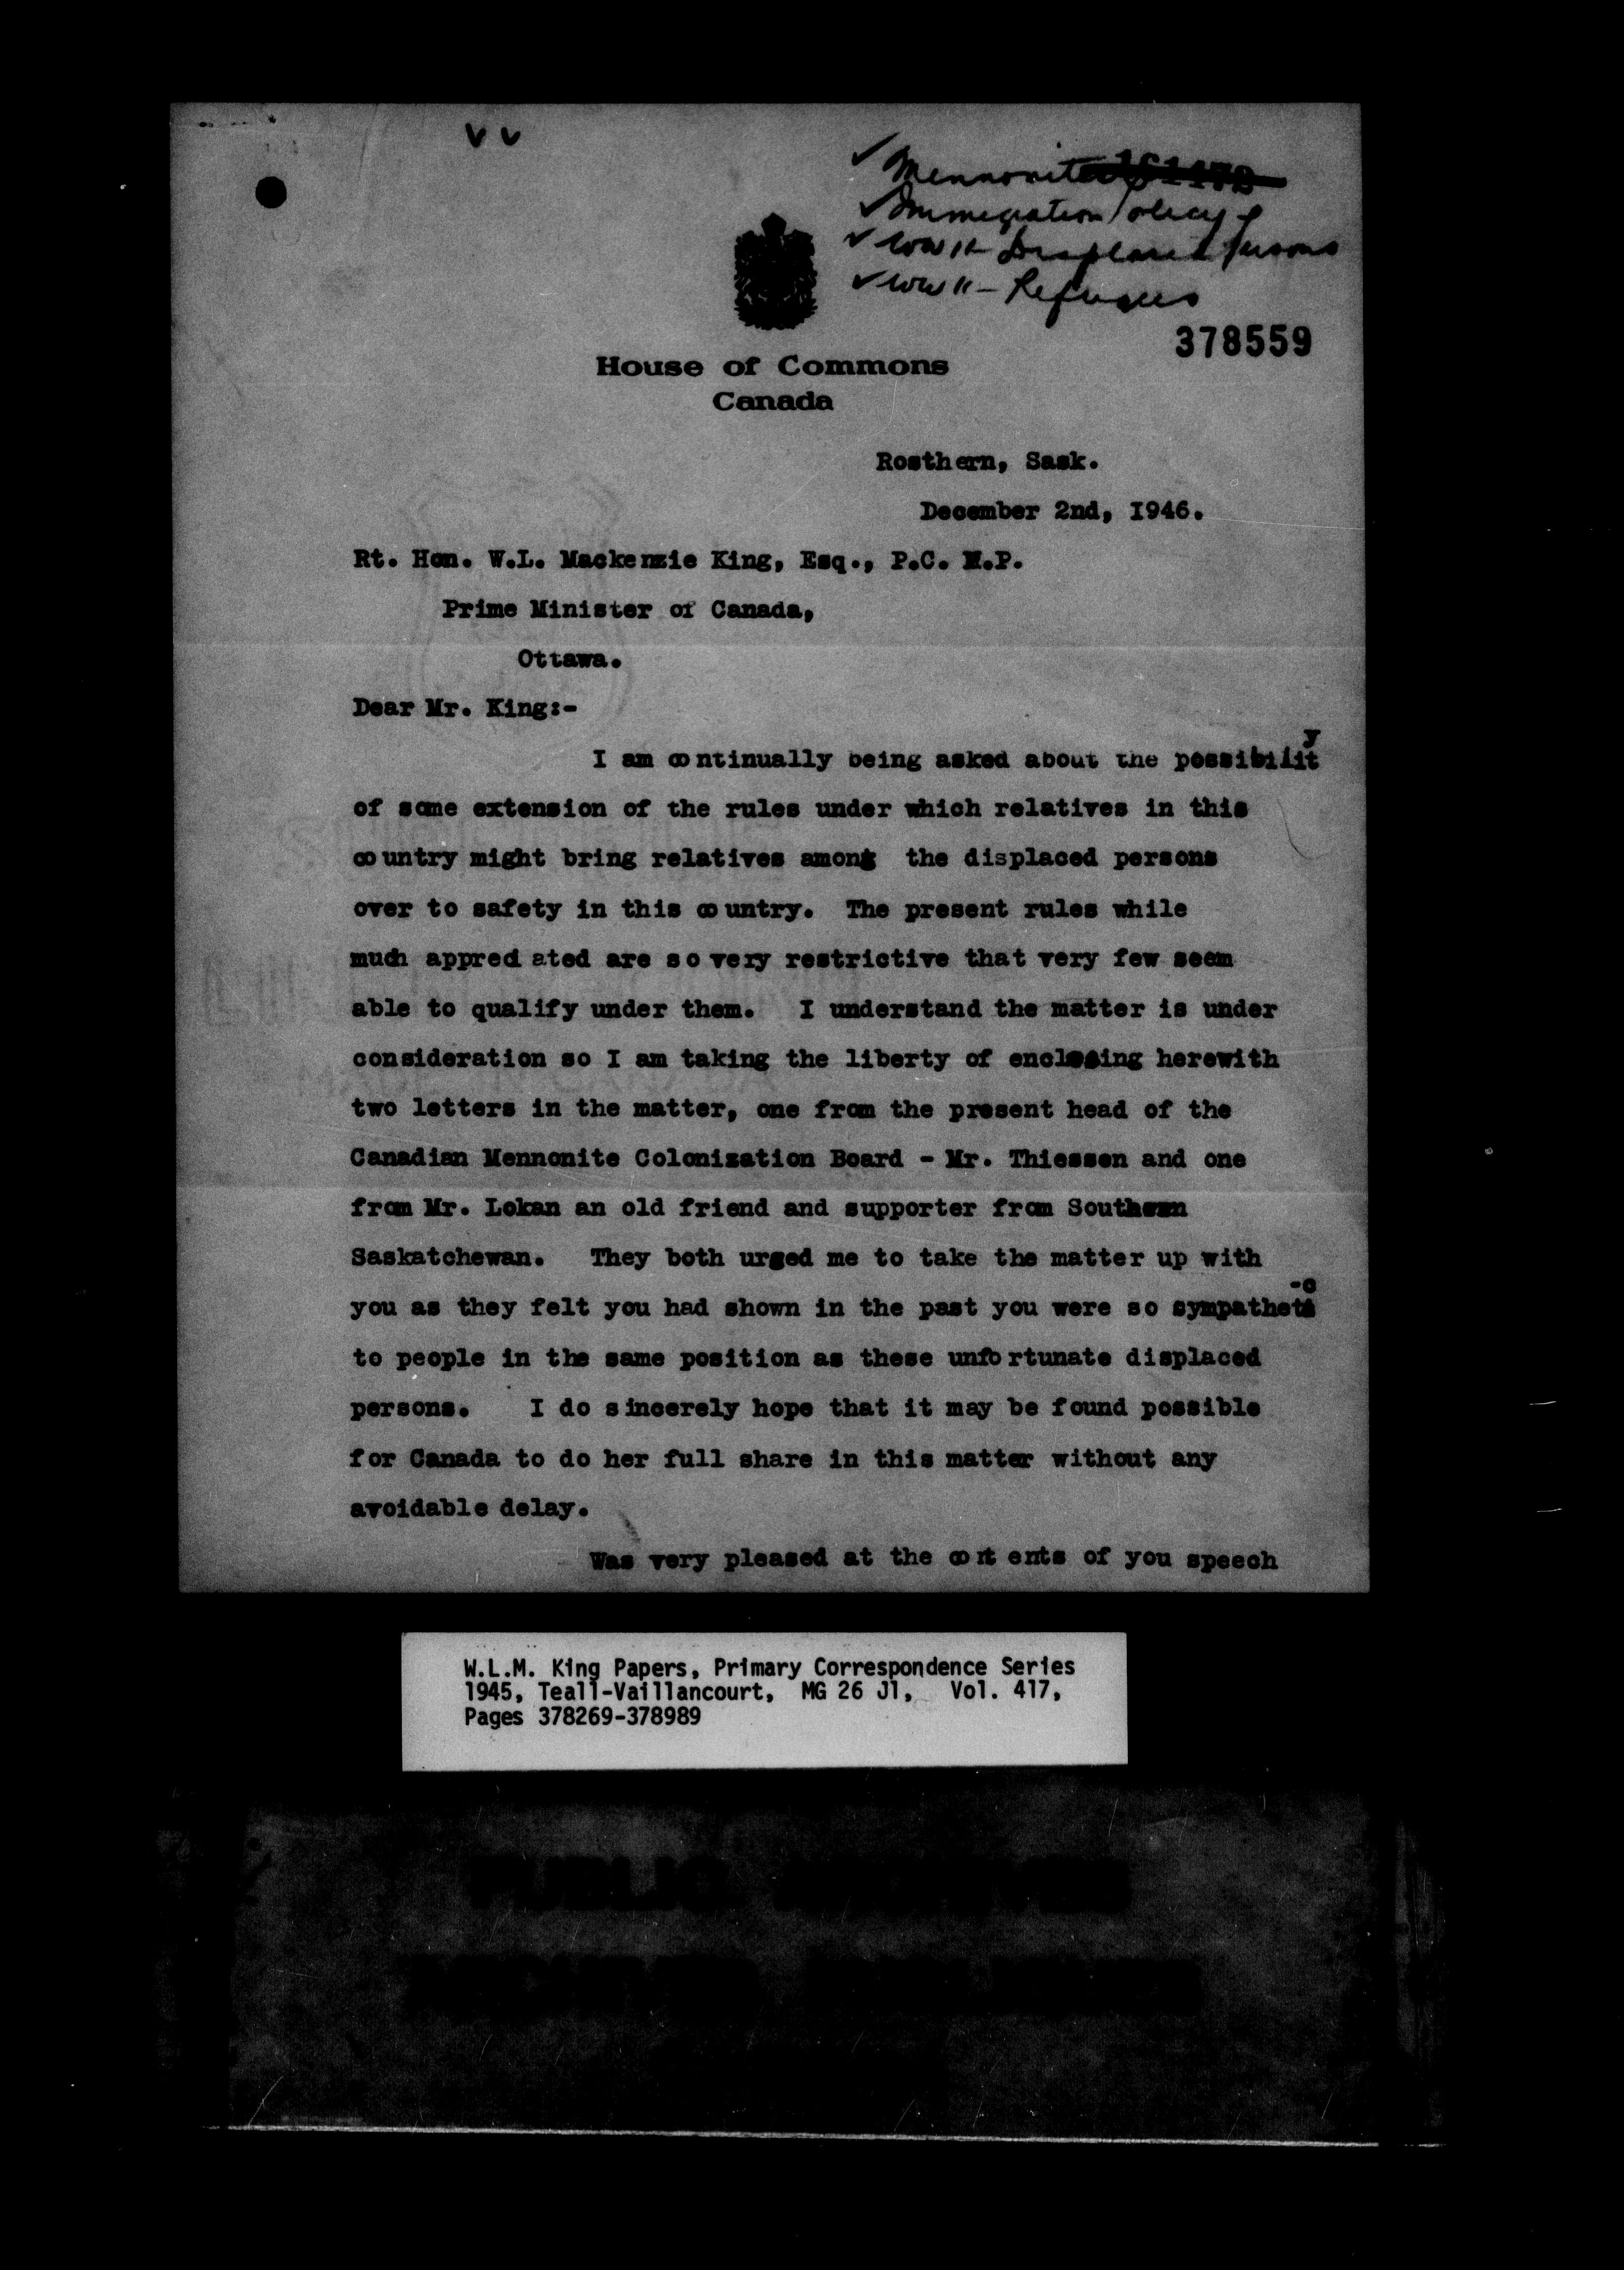 ✓ Mennonites
✓ Immigration Policy
✓ WW II - Displaced Persons
✓ WW II - Refugees
378559
House of Commons
Canada
Rosthern, Sask.
December 2nd, I946.
Rt. Hon. W.L. Mackenzie King, Esq., P.C. M.P.
Prime Minister of Canada,
Ottawa.
Dear Mr. King:-
I am continually being asked about the possibility
of some extension of the rules under which relatives in this
country might bring relatives among the displaced persons
over to safety in this country. The present rules while
much appreciated are so very restrictive that very few seem
able to qualify under them. I understand the matter is under
consideration so I am taking the liberty of enclosing herewith
two letters in the matter, one from the present head of the
Canadian Mennonite Colonization Board - Mr. Thiessen and one
from Mr. Lokan an old friend and supporter from Southern
Saskatchewan. They both urged me to take the matter up with
you as they felt you had shown in the past you were so sympathetic
to people in the same position as these unfortunate displaced
persons. I do sincerely hope that it may be found possible
for Canada to do her full share in this matter without any
avoidable delay.
Was very pleased at the contents of you speech
W.L.M. King Papers, Primary Correspondence Series
1945, Teall-Vaillancourt, MG 26 J1, Vol. 417,
Pages 378269-378989